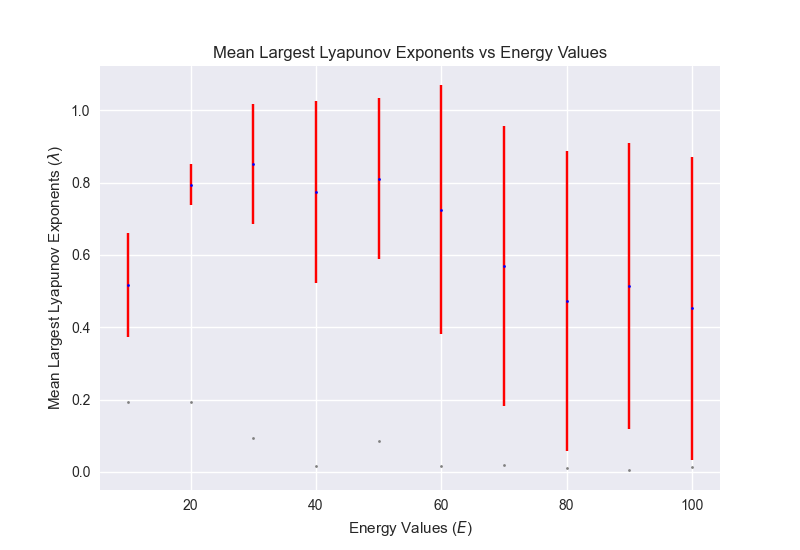 Mean Largest Lyapunov Exponents vs Energy Values
Mean Largest Lyapunov Exponents (λ)
1.0
0.8
0.6
0.4
0.2
0.0
20 40 60 80 100
Energy Values (E)